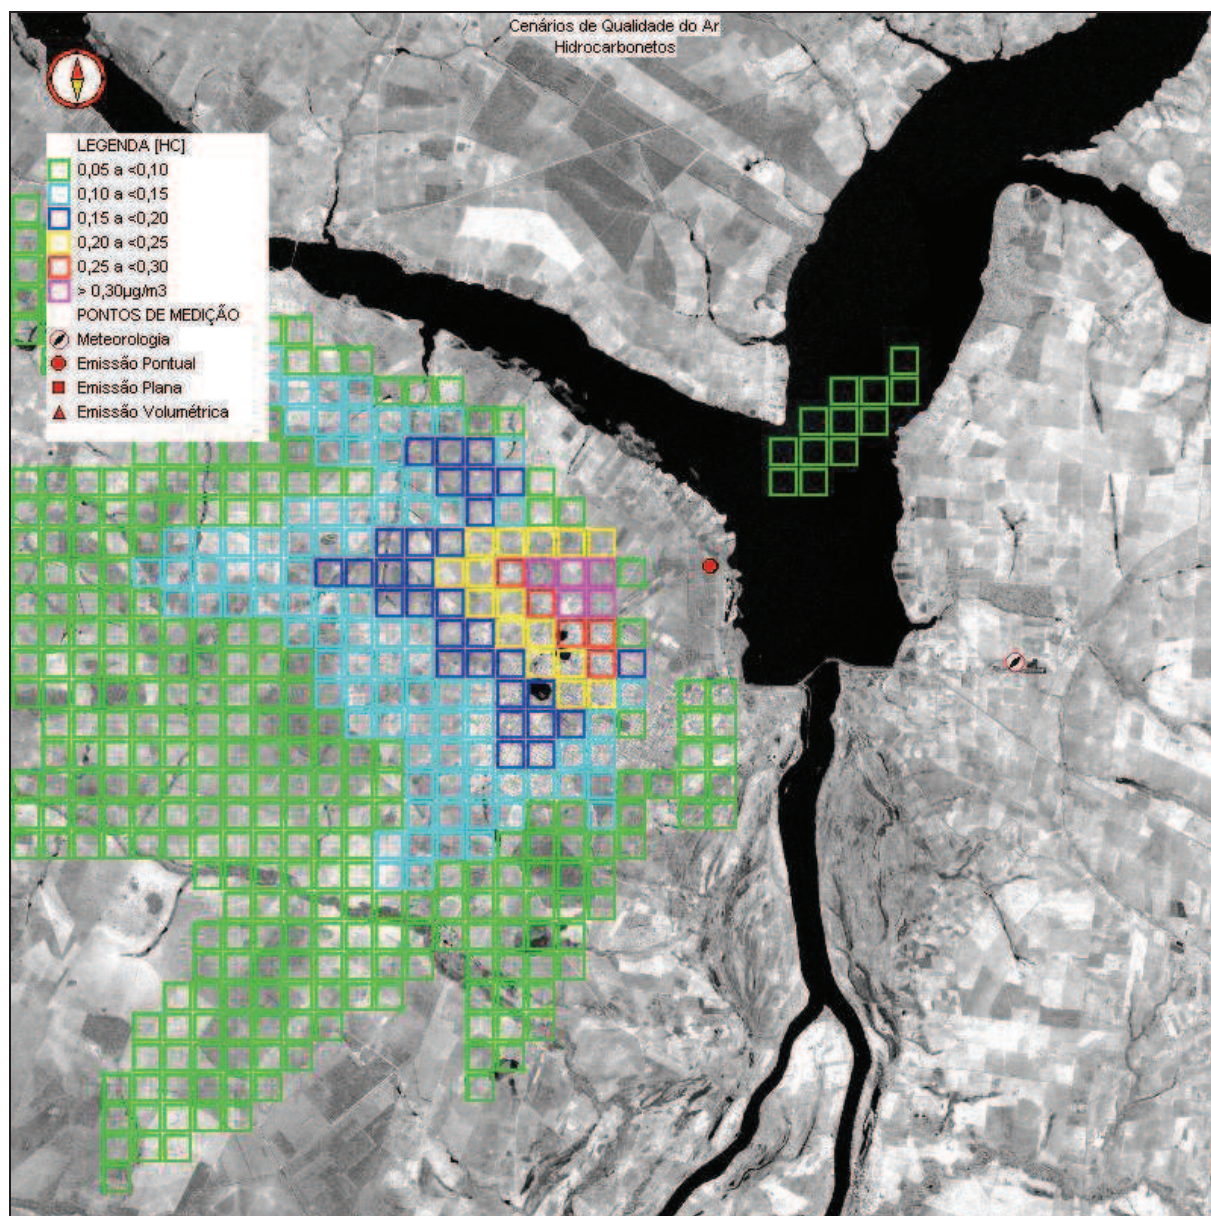 Cenários de Qualidade do Ar
Hidrocarbonetos
LEGENDA [HC]
0,05 a <0,10
0,10 a <0,15
0,15 a <0,20
0,20 a <0,25
0,25 a <0,30
> 0,30µg/m3
PONTOS DE MEDIÇÃO
Meteorologia
Emissão Pontual
Emissão Plana
Emissão Volumétrica